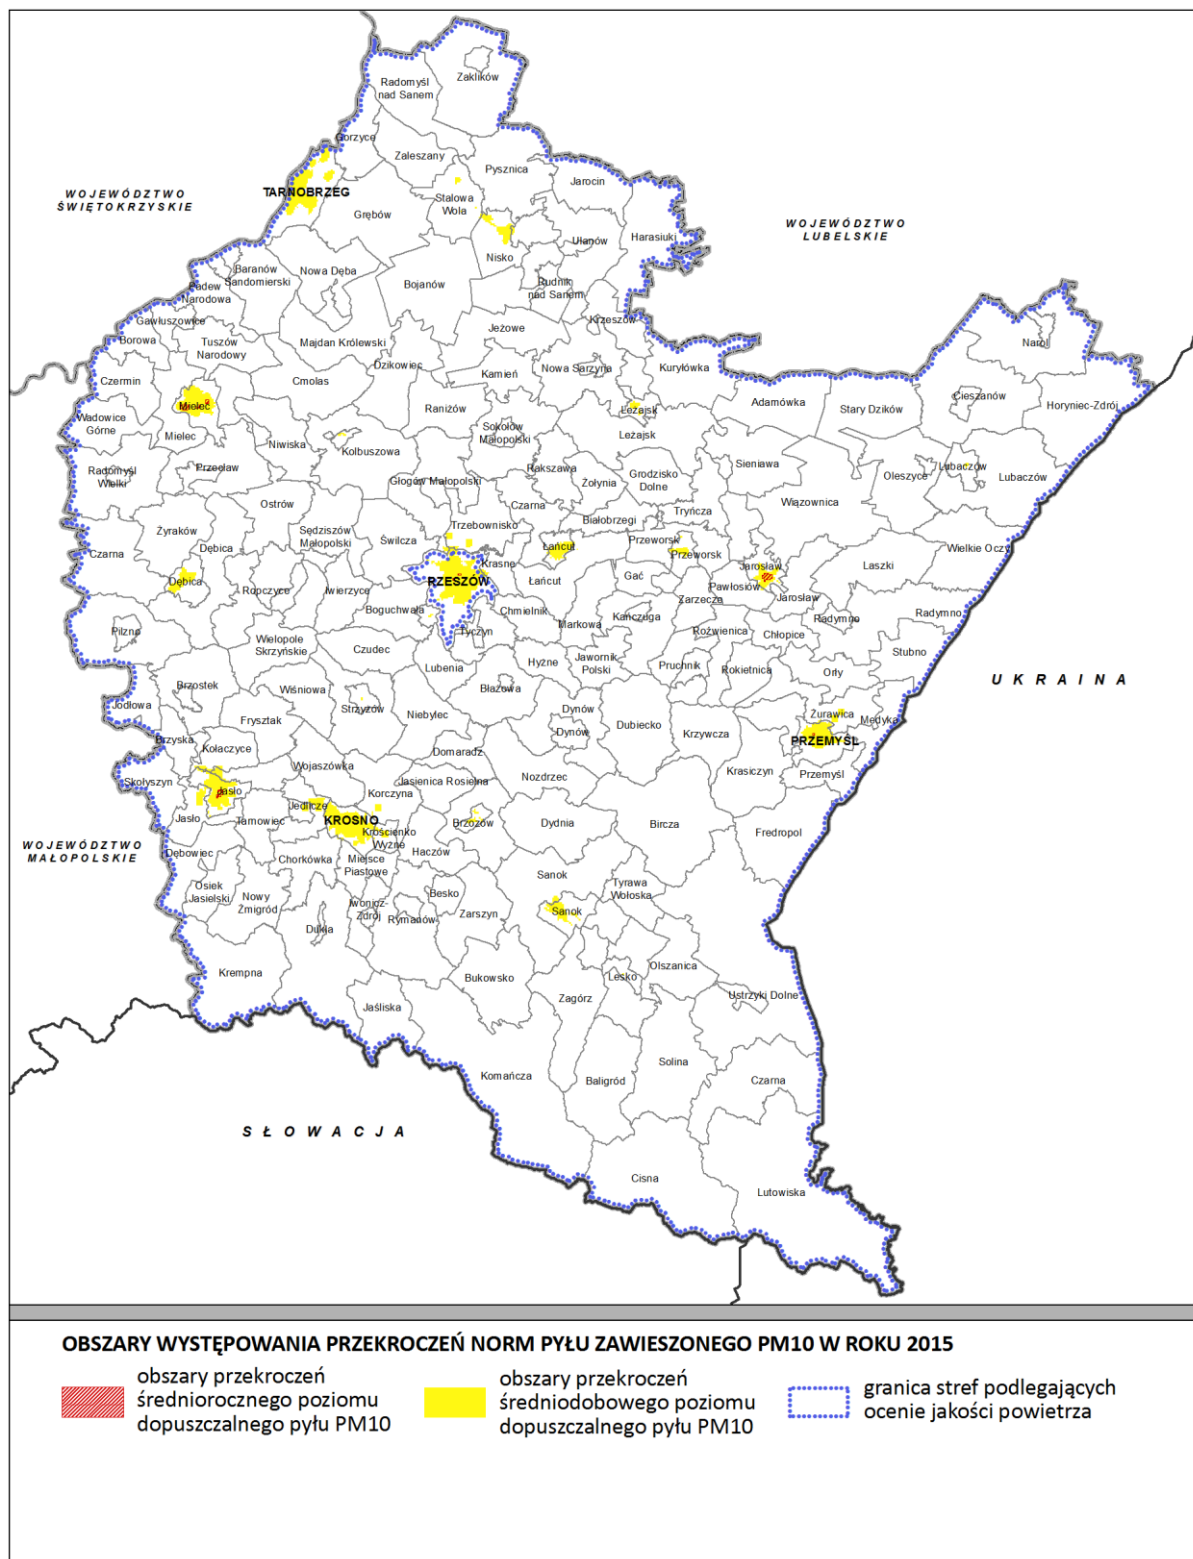 Zaklików
Radomyśl
nad Sanem
Gorzyce
Zaleszany
Pysznica
Jarocin
WOJEWÓDZTWO
ŚWIĘTOKRZYSKIE
TARNOBRZEG
Stalowa
Wola
Grębów
WOJEWÓDZTWO
LUBELSKIE
Ulanów
Harasiuki
Nisko
Baranów
Sandomierski
Nowa Dęba
Bojanów
Rudnik
nad Sanem
Padew
Narodowa
Gawłuszowice
Borowa
Tuszów
Narodowy
Majdan Królewski
Jeżowe
Krzeszów
Narol
Dzikowiec
Kamień
Nowa Sarzyna
Kuryłówka
Czermin
Cmolas
Adamówka
Stary Dzików
Cieszanów
Horyniec-Zdrój
Mielec
Raniżów
Leżajsk
Wadowice
Górne
Mielec
Niwiska
Kolbuszowa
Sokołów
Małopolski
Leżajsk
Radomyśl
Wielki
Przecław
Rakszawa
Żołynia
Grodzisko
Dolne
Sieniawa
Oleszyce
Lubaczów
Lubaczów
Głogów Małopolski
Ostrów
Czarna
Tryńcza
Wiązownica
Żyraków
Sędziszów
Małopolski
Świlcza
Trzebownisko
Białobrzegi
Czarna
Dębica
Łańcut
Przeworsk
Przeworsk
Wielkie Oczy
Krasne
Jarosław
Laszki
Dębica
Ropczyce
Iwierzyce
RZESZÓW
Łańcut
Gać
Pawłosiów
Zarzecze
Jarosław
Boguchwała
Chmielnik
Markowa
Kańczuga
Radymno
Radymno
Pilzno
Tyczyn
Roźwienica
Chłopice
Wielopole
Skrzyńskie
Czudec
Stubno
Lubenia
Hyżne
Jawornik
Polski
Pruchnik
Rokietnica
Orły
UKRAINA
Brzostek
Wiśniowa
Błażowa
Jodłowa
Strzyżów
Niebylec
Dynów
Dynów
Dubiecko
Krzywcza
Żurawica
Medyka
Frysztak
PRZEMYŚL
Brzyska
Kołaczyce
Domaradz
Wojaszówka
Krasiczyn
Przemyśl
Skołyszyn
Jasło
Jasienica Rosielna
Nozdrzec
Korczyna
Jedlicze
Jasło
Tarnowiec
KROSNO
Krościenko
Wyżne
Brzozów
Dydnia
Bircza
Fredropol
WOJEWÓDZTWO
MAŁOPOLSKIE
Dębowiec
Chorkówka
Miejsce
Piastowe
Haczów
Sanok
Tyrawa
Wołoska
Osiek
Jasielski
Nowy
Żmigród
Iwonicz-
Zdrój
Besko
Rymanów
Zarszyn
Sanok
Dukla
Krempna
Bukowsko
Lesko
Olszanica
Zagórz
Ustrzyki Dolne
Jaśliska
Solina
Komańcza
Baligród
Czarna
SŁOWACJA
Cisna
Lutowiska
OBSZARY WYSTĘPOWANIA PRZEKROCZEŃ NORM PYŁU ZAWIESZONEGO PM10 W ROKU 2015
obszary przekroczeń
średniorocznego poziomu
dopuszczalnego pyłu PM10
obszary przekroczeń
średniodobowego poziomu
dopuszczalnego pyłu PM10
granica stref podlegających
ocenie jakości powietrza